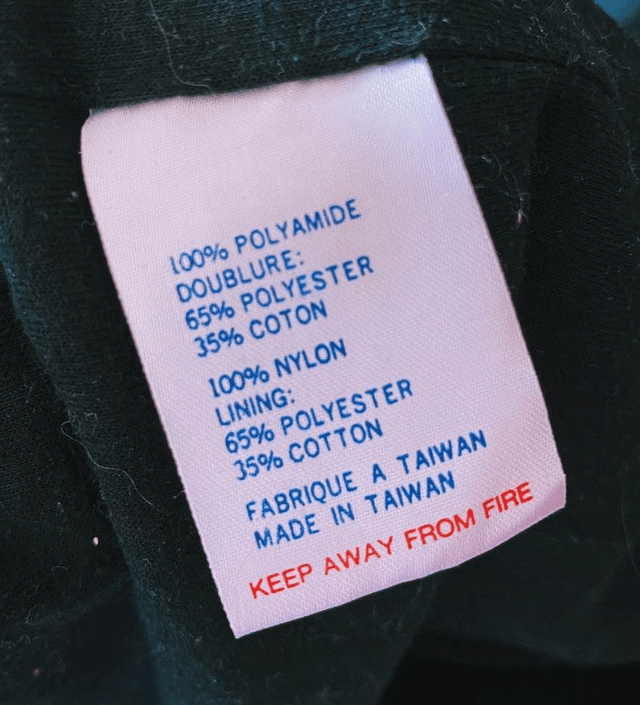 100% POLYAMIDE
DOUBLURE:
65% POLYESTER
35% COTON
100% NYLON
LINING:
65% POLYESTER
35% COTTON
FABRIQUE A TAIWAN
MADE IN TAIWAN
KEEP AWAY FROM FIRE